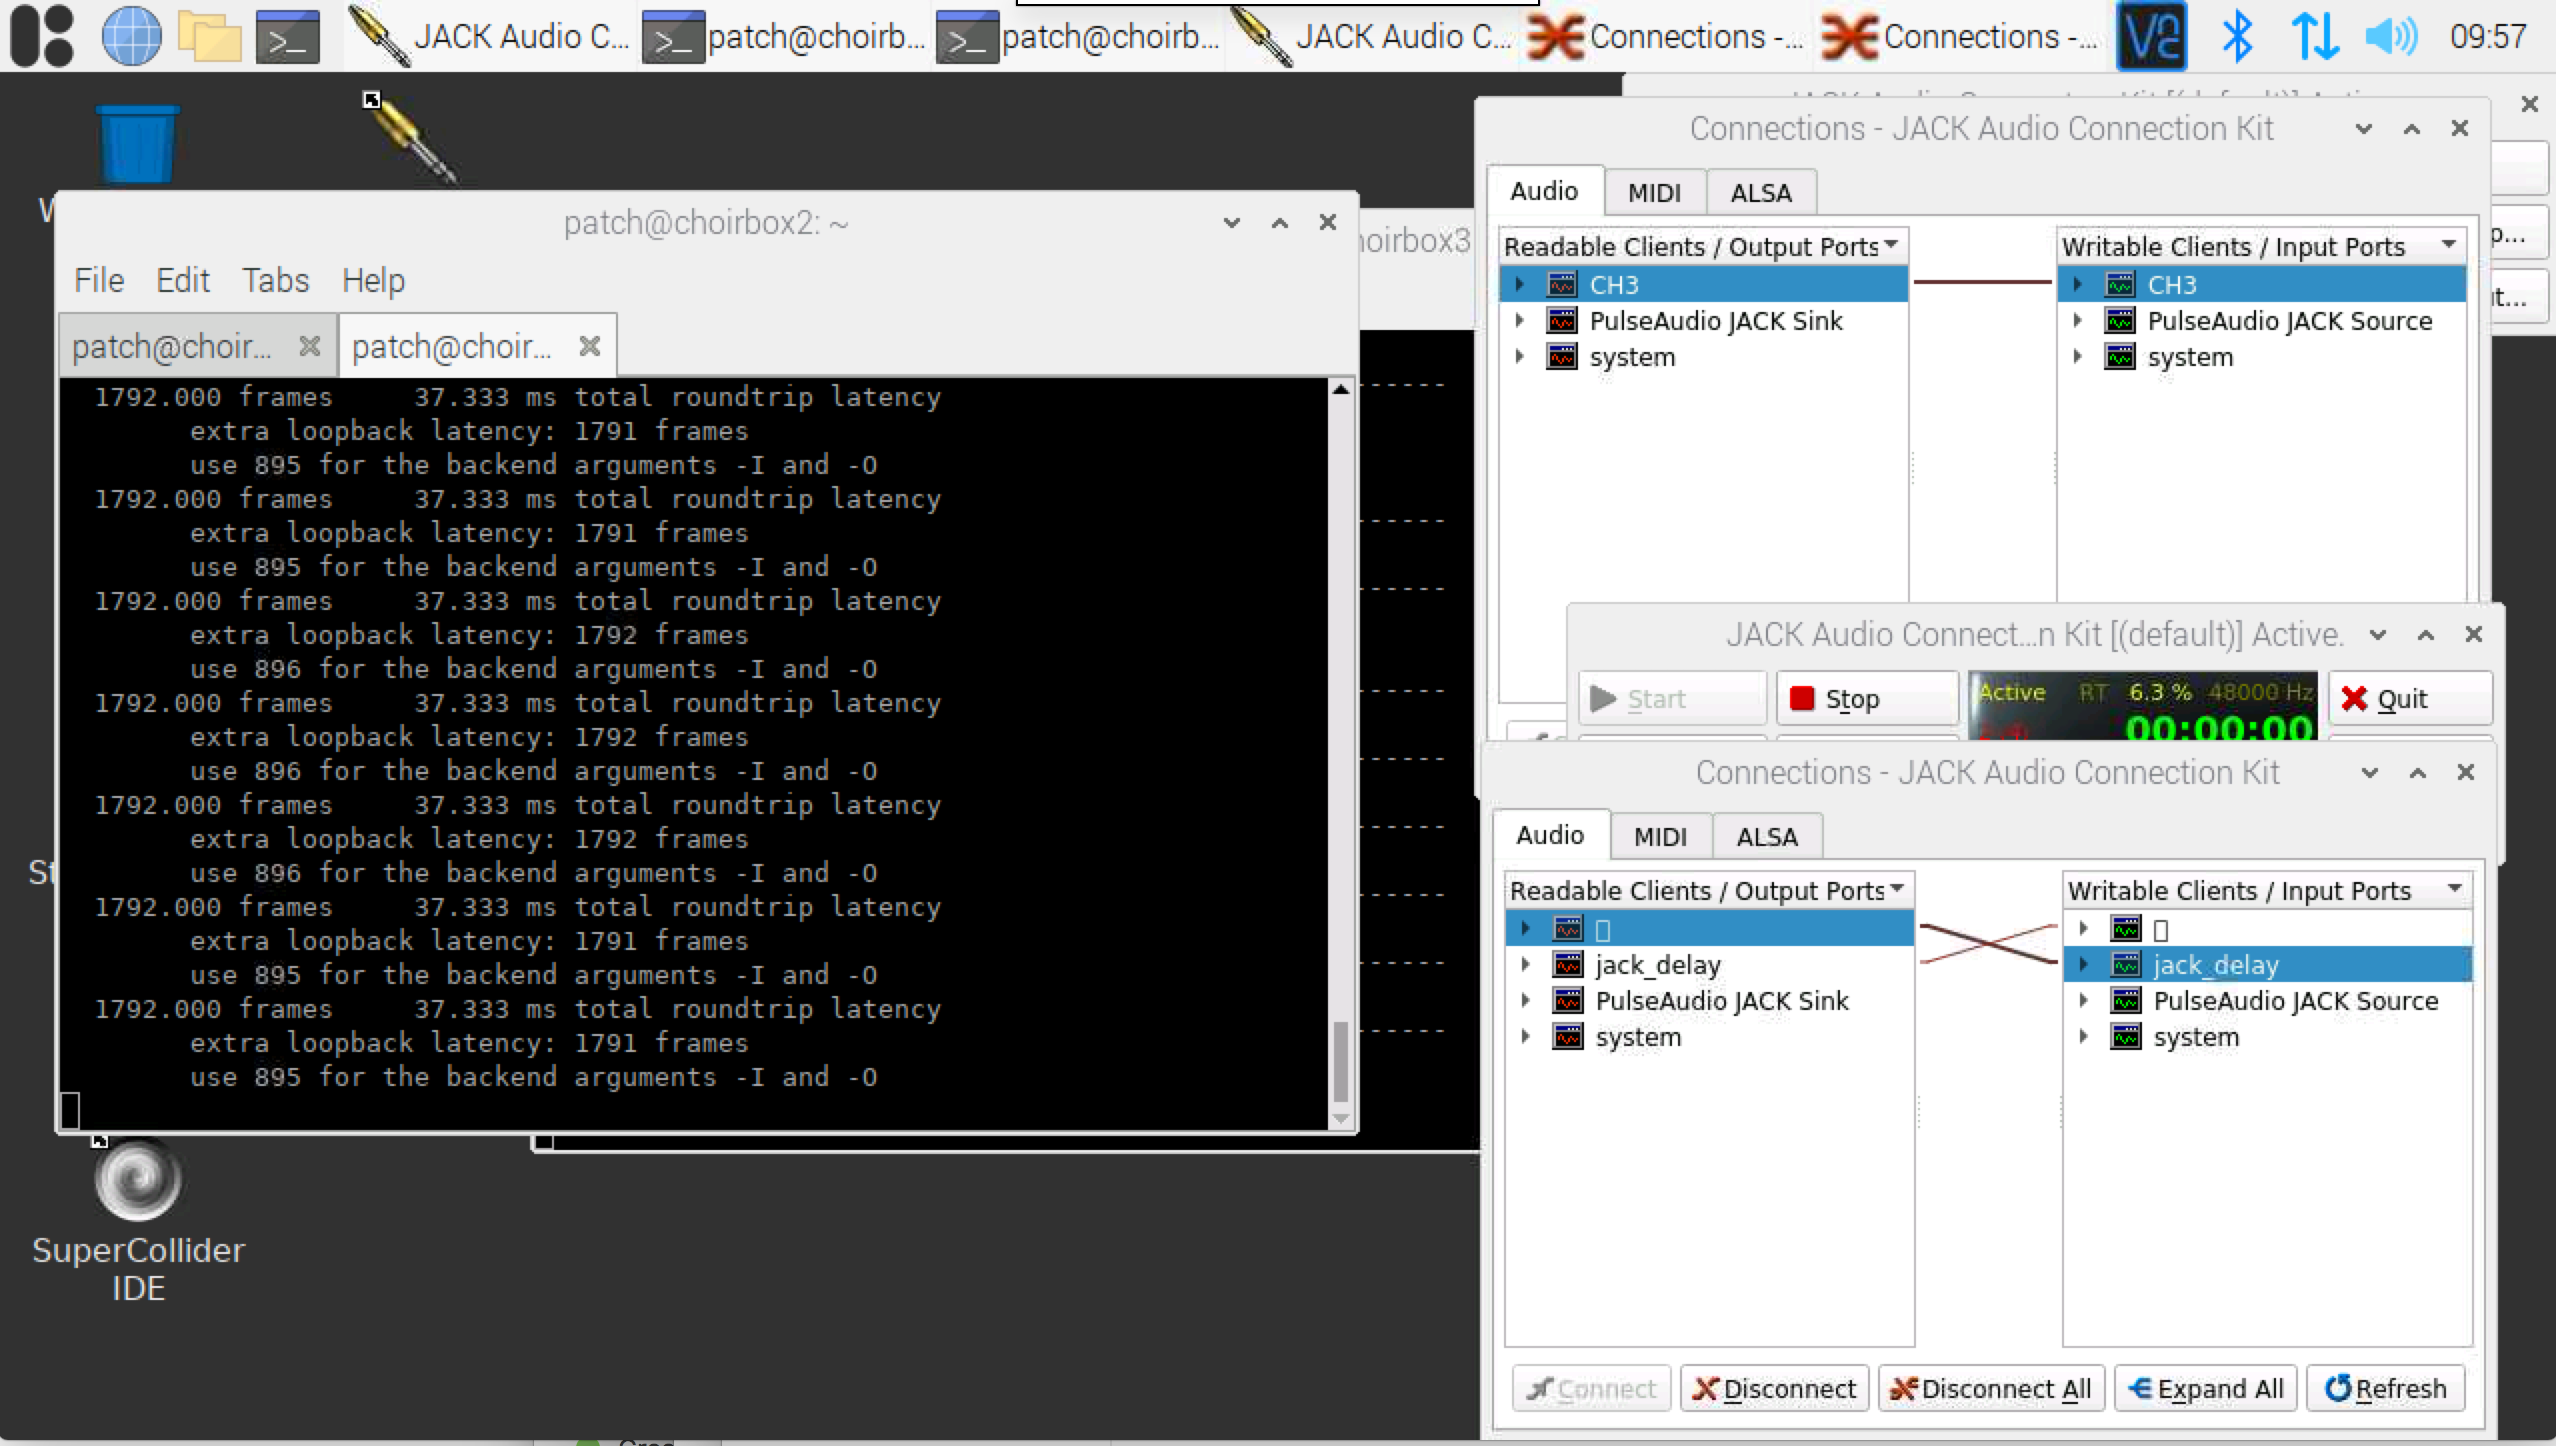 JACK Audio C...
patch@choirb...
patch@choirb...
JACK Audio C...
Connections -...
Connections -...
V2
09:57
patch@choirbox2: ~
File Edit Tabs Help
patch@choir...
patch@choir...
1792.000 frames 37.333 ms total roundtrip latency
extra loopback latency: 1791 frames
use 895 for the backend arguments -I and -O
1792.000 frames 37.333 ms total roundtrip latency
extra loopback latency: 1791 frames
use 895 for the backend arguments -I and -O
1792.000 frames 37.333 ms total roundtrip latency
extra loopback latency: 1792 frames
use 896 for the backend arguments -I and -O
1792.000 frames 37.333 ms total roundtrip latency
extra loopback latency: 1792 frames
use 896 for the backend arguments -I and -O
1792.000 frames 37.333 ms total roundtrip latency
extra loopback latency: 1792 frames
use 896 for the backend arguments -I and -O
1792.000 frames 37.333 ms total roundtrip latency
extra loopback latency: 1791 frames
use 895 for the backend arguments -I and -O
1792.000 frames 37.333 ms total roundtrip latency
extra loopback latency: 1791 frames
use 895 for the backend arguments -I and -O
oirbox3
SuperCollider
IDE
Connections - JACK Audio Connection Kit
Audio MIDI ALSA
Readable Clients / Output Ports
Writable Clients / Input Ports
CH3
CH3
PulseAudio JACK Sink
PulseAudio JACK Source
system
system
p...
t...
JACK Audio Connect...n Kit [(default)] Active.
Start
Stop
Active RT 6.3 % 48000 Hz
00:00:00
Quit
Connections - JACK Audio Connection Kit
Audio MIDI ALSA
Readable Clients / Output Ports
Writable Clients / Input Ports
jack_delay
jack_delay
PulseAudio JACK Sink
PulseAudio JACK Source
system
system
Connect
Disconnect
Disconnect All
Expand All
Refresh